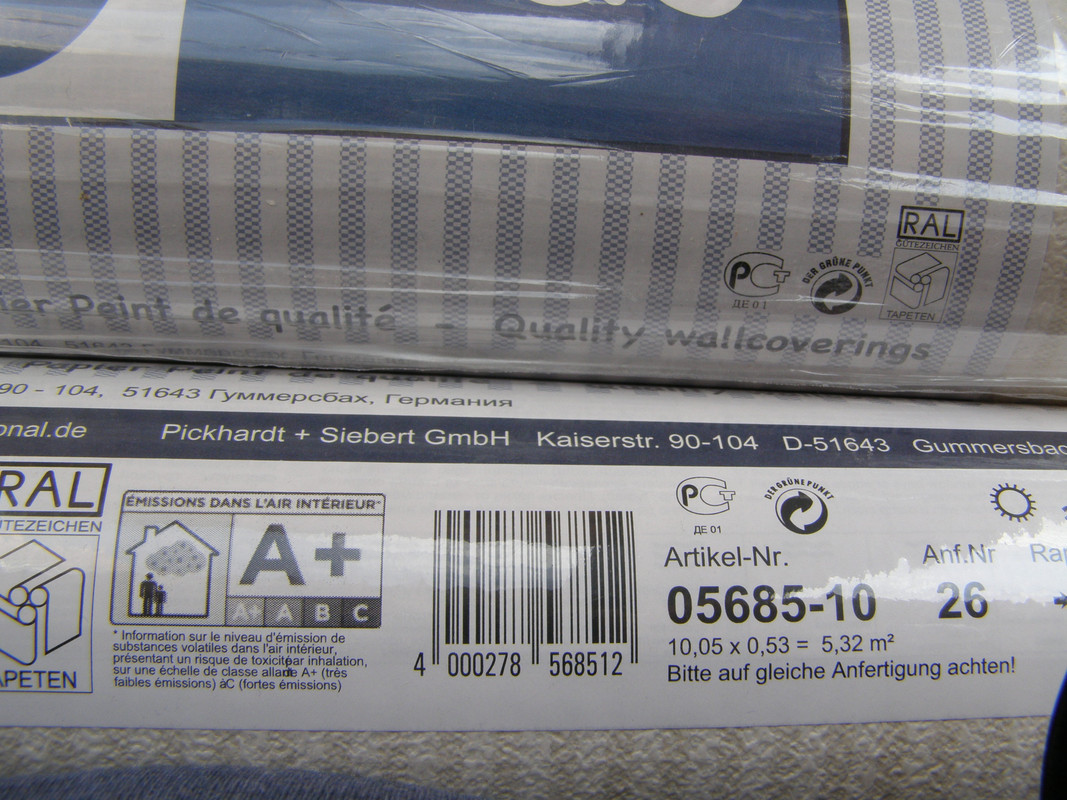 RAL
GÜTEZEICHEN
TAPETEN
РСТ
ДЕ 01
DER GRÜNE PUNKT
Peint de qualité - Quality wallcoverings
90 - 104, 51643 Гуммерсбах, Германия
onal.de Pickhardt + Siebert GmbH Kaiserstr. 90-104 D-51643 Gummersbac
RAL
ÜTEZEICHEN
APETEN
ÉMISSIONS DANS L'AIR INTÉRIEUR*
A+
A+ A B C
* Information sur le niveau d'émission de
substances volatiles dans l'air intérieur,
présentant un risque de toxicité par inhalation,
sur une échelle de classe allant de A+ (très
faibles émissions) àC (fortes émissions)
4 000278 568512
РСТ
ДЕ 01
DER GRÜNE PUNKT
Artikel-Nr. Anf.Nr Rap
05685-10 26
10,05 x 0,53 = 5,32 m²
Bitte auf gleiche Anfertigung achten!